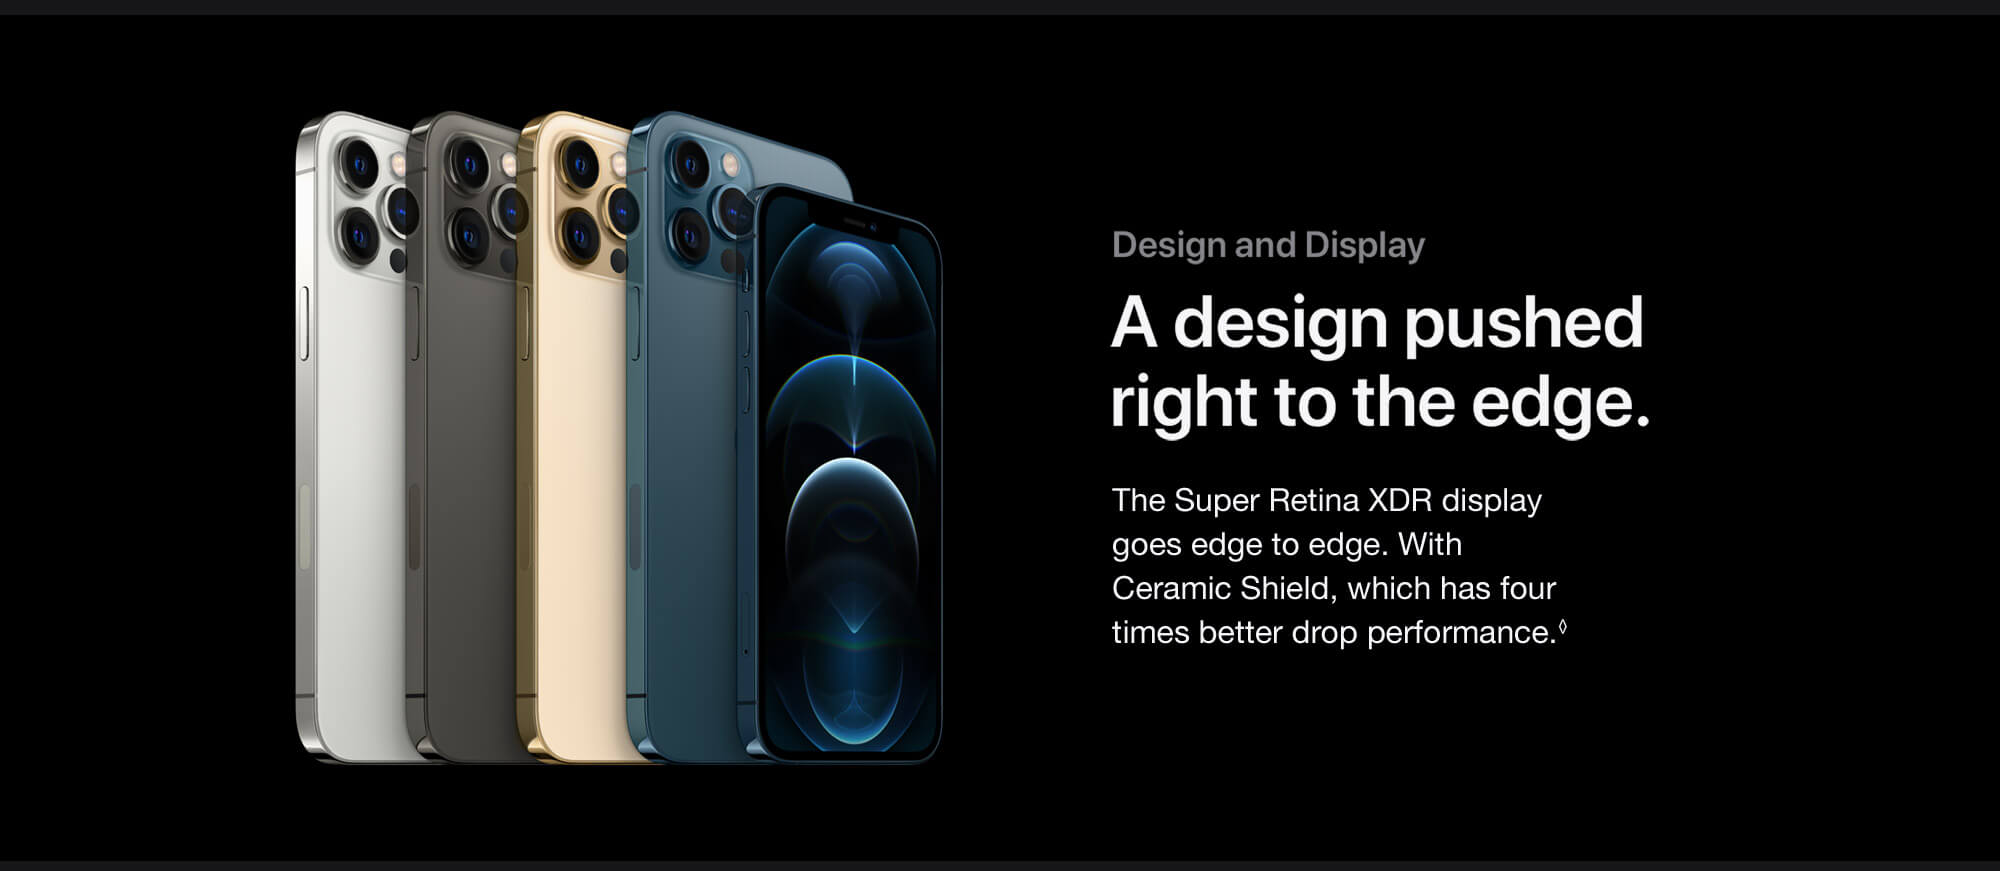 Design and Display
A design pushed
right to the edge.
The Super Retina XDR display
goes edge to edge. With
Ceramic Shield, which has four
times better drop performance.◊